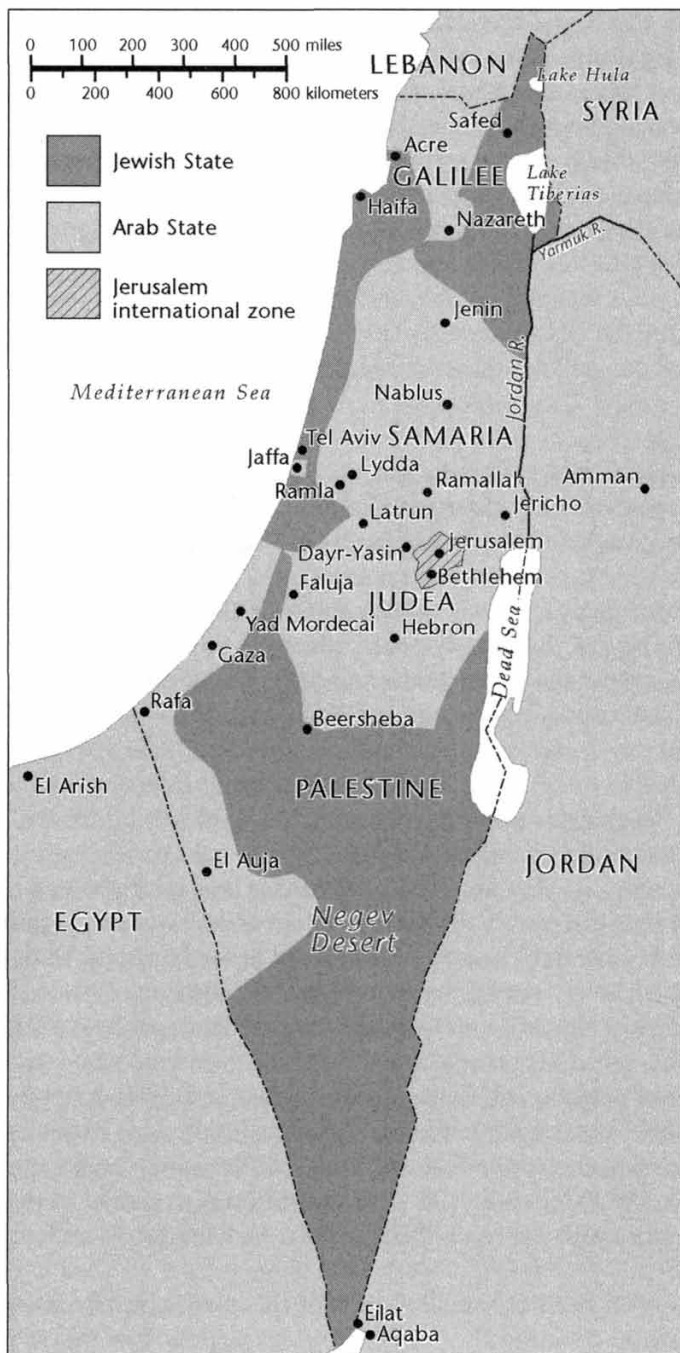 0 200 400 500 miles
0 200 400 600 800 kilometers
LEBANON
Lake Hula
SYRIA
Safed
Acre
Jewish State
GALILEE
Lake
Tiberias
Haifa
Arab State
Nazareth
Yarmuk R.
Jerusalem
international zone
Jenin
Jordan R.
Mediterranean Sea
Nablus
Tel Aviv
SAMARIA
Jaffa
Lydda
Ramla
Ramallah
Amman
Jericho
Latrun
Dayr-Yasin
Jerusalem
Bethlehem
Faluja
JUDEA
Yad Mordecai
Hebron
Dead Sea
Gaza
Rafa
Beersheba
El Arish
PALESTINE
El Auja
JORDAN
EGYPT
Negev
Desert
Eilat
Aqaba